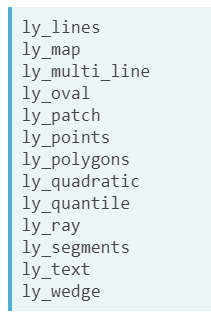 ly_lines
ly_map
ly_multi_line
ly_oval
ly_patch
ly_points
ly_polygons
ly_quadratic
ly_quantile
ly_ray
ly_segments
ly_text
ly_wedge